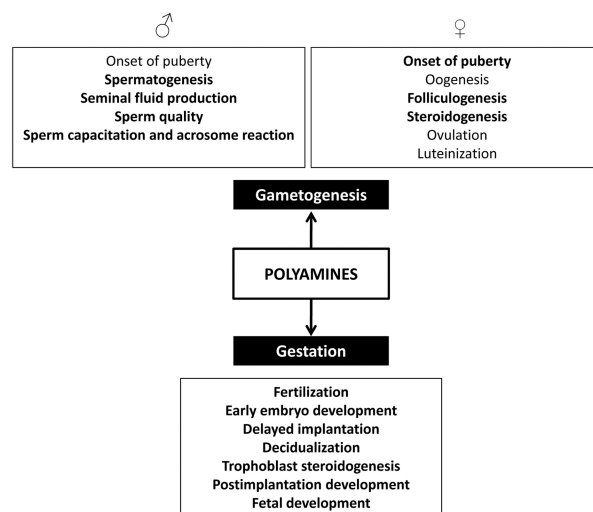 ♂
Onset of puberty
Spermatogenesis
Seminal fluid production
Sperm quality
Sperm capacitation and acrosome reaction
♀
Onset of puberty
Oogenesis
Folliculogenesis
Steroidogenesis
Ovulation
Luteinization
Gametogenesis
POLYAMINES
Gestation
Fertilization
Early embryo development
Delayed implantation
Decidualization
Trophoblast steroidogenesis
Postimplantation development
Fetal development